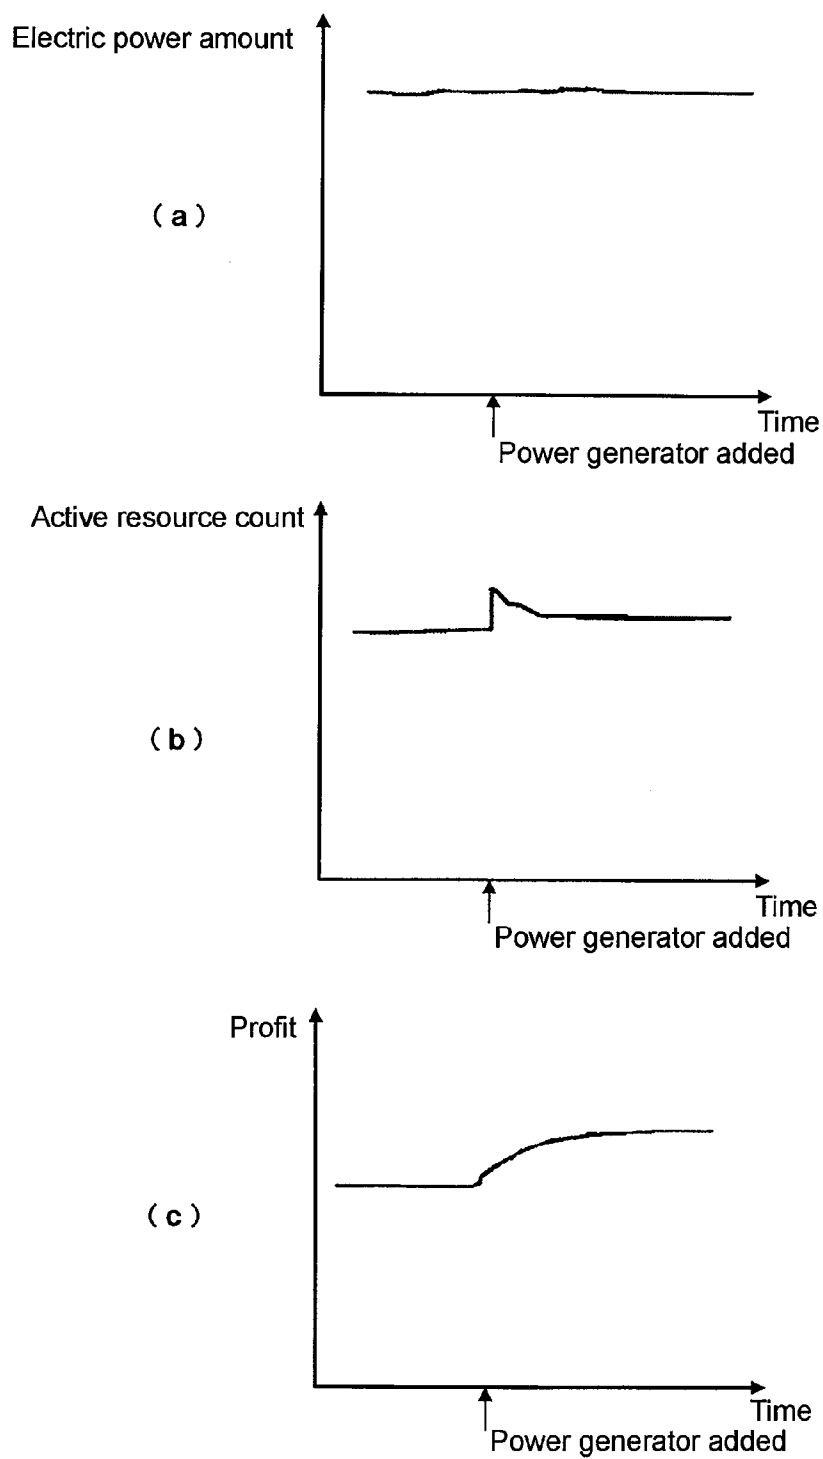 Electric power amount
(a)
Time
Power generator added
Active resource count
(b)
Time
Power generator added
Profit
(c)
Time
Power generator added